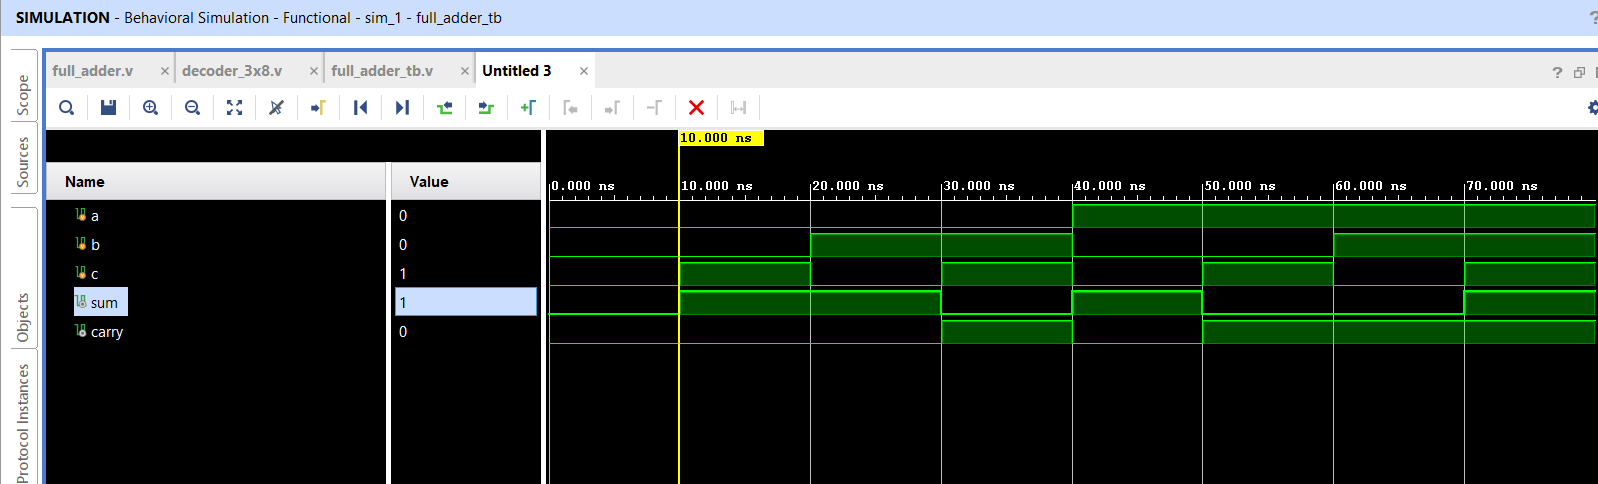 SIMULATION - Behavioral Simulation - Functional - sim_1 - full_adder_tb
?
Scope
Sources
Objects
Protocol Instances
full_adder.v ×
decoder_3x8.v ×
full_adder_tb.v ×
Untitled 3 ×
?
10.000 ns
Name Value
0.000 ns 10.000 ns 20.000 ns 30.000 ns 40.000 ns 50.000 ns 60.000 ns 70.000 ns
a 0
b 0
c 1
sum 1
carry 0